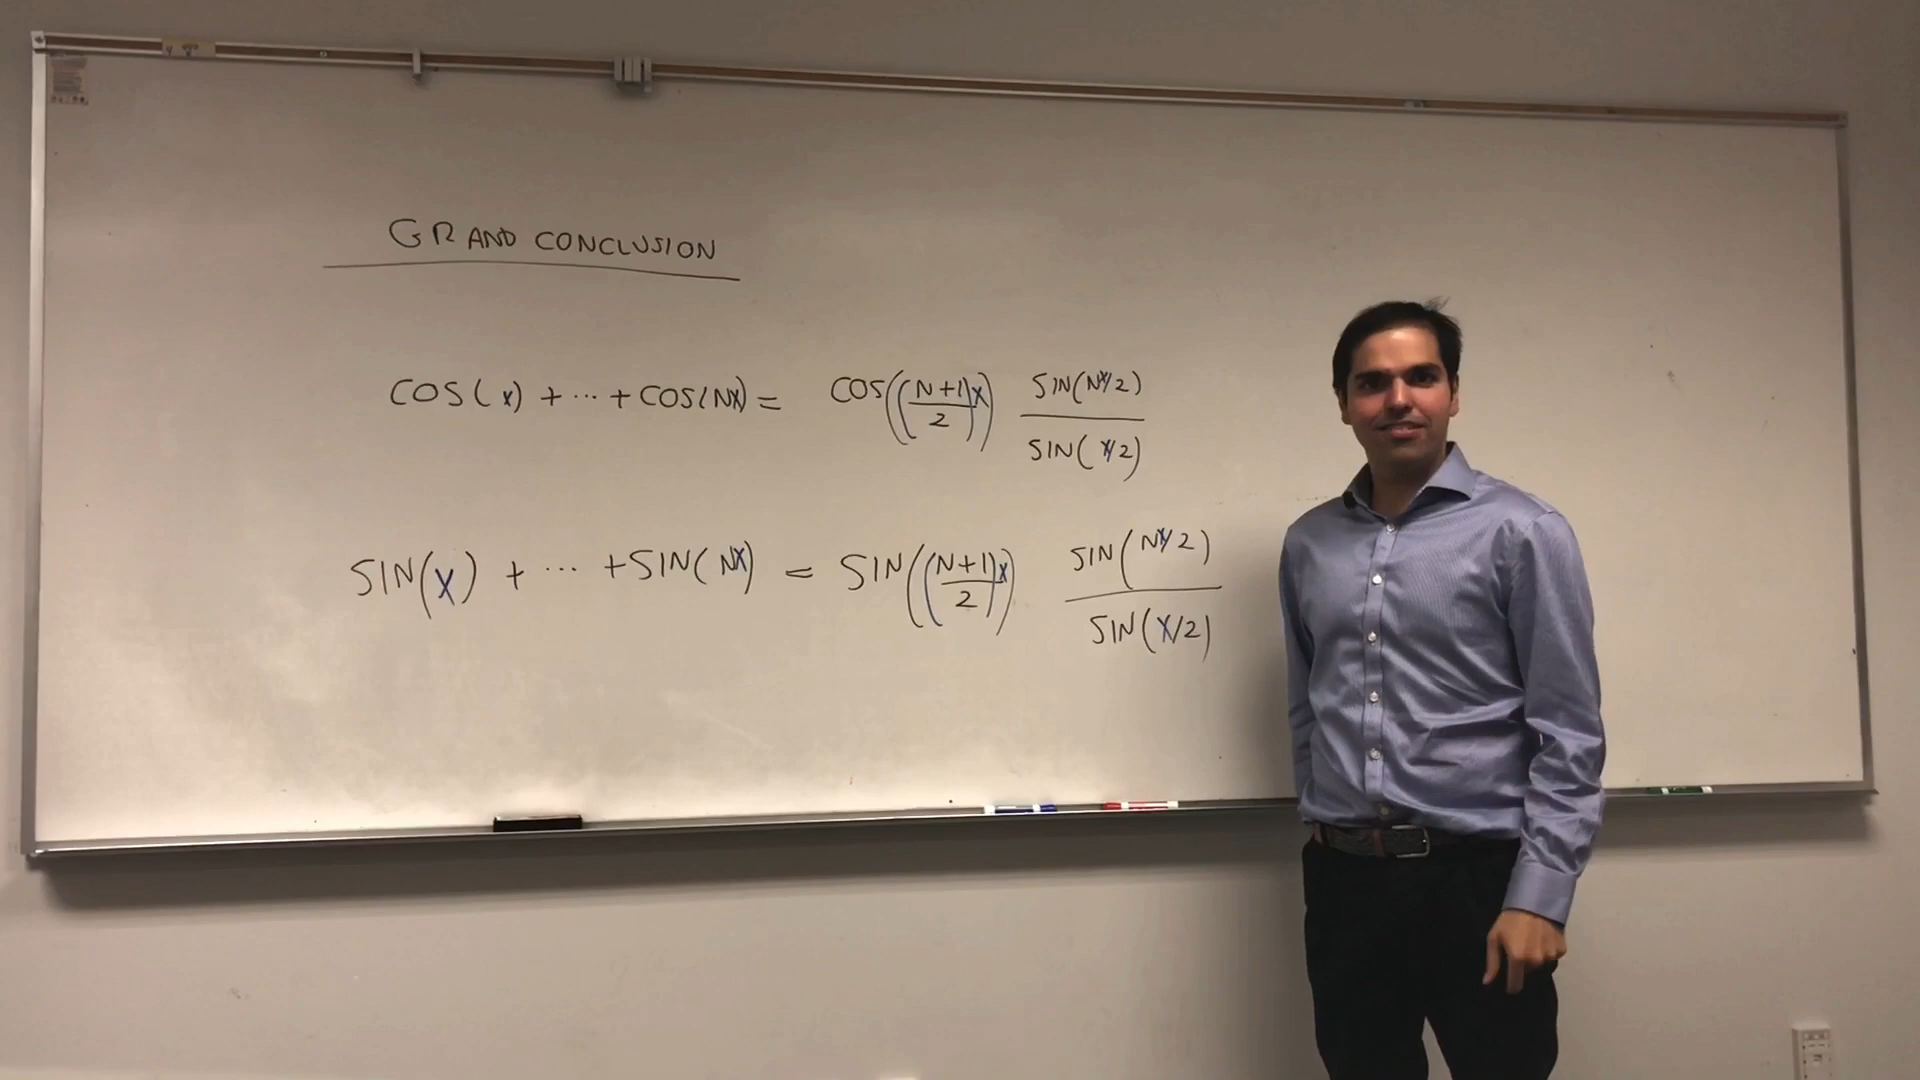 GRAND CONCLUSION
COS(x) + ... + COS(NX) = COS((N+1)/2)X) SIN(NX/2) / SIN(X/2)
SIN(X) + ... + SIN(NX) = SIN((N+1)/2)X) SIN(NX/2) / SIN(X/2)